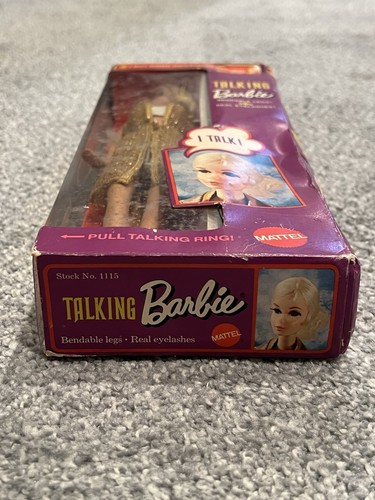 TALKING
Barbie
I TALK!
← PULL TALKING RING!
MATTEL
Stock No. 1115
TALKING Barbie®
MATTEL
Bendable legs • Real eyelashes